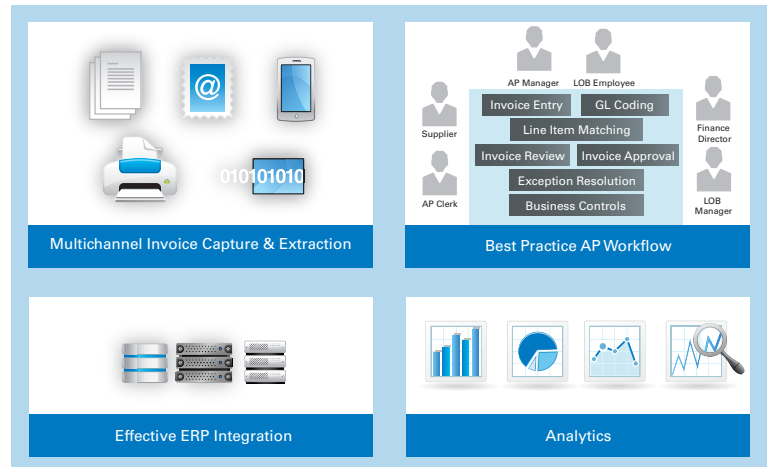 @
010101010
Multichannel Invoice Capture & Extraction
AP Manager
LOB Employee
Supplier
AP Clerk
Invoice Entry
GL Coding
Line Item Matching
Invoice Review
Invoice Approval
Exception Resolution
Business Controls
Finance
Director
LOB
Manager
Best Practice AP Workflow
Effective ERP Integration
Analytics